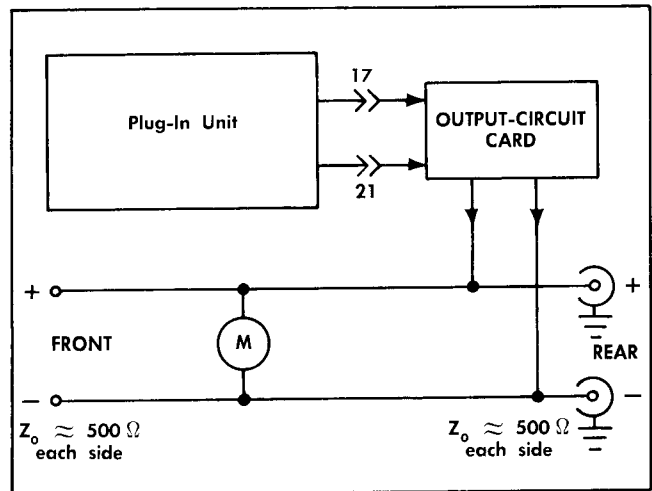 17
Plug-In Unit
OUTPUT-CIRCUIT
CARD
21
+
+
FRONT
M
REAR
−
−
Z₀ ≈ 500 Ω
each side
Z₀ ≈ 500 Ω
each side